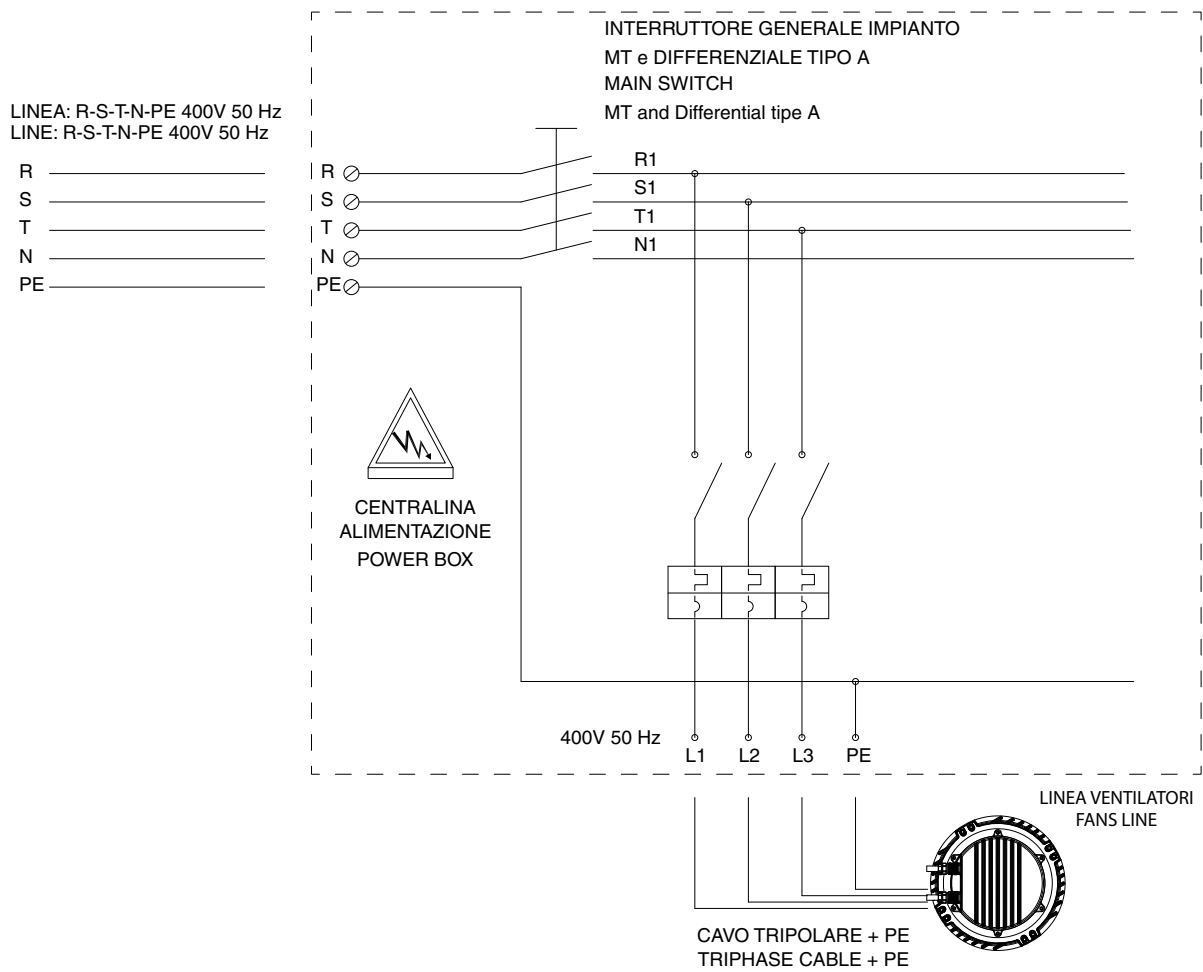 INTERRUTTORE GENERALE IMPIANTO
MT e DIFFERENZIALE TIPO A
MAIN SWITCH
MT and Differential tipe A
LINEA: R-S-T-N-PE 400V 50 Hz
LINE: R-S-T-N-PE 400V 50 Hz
R R R1
S S S1
T T T1
N N N1
PE PE
CENTRALINA
ALIMENTAZIONE
POWER BOX
400V 50 Hz L1 L2 L3 PE
LINEA VENTILATORI
FANS LINE
CAVO TRIPOLARE + PE
TRIPHASE CABLE + PE